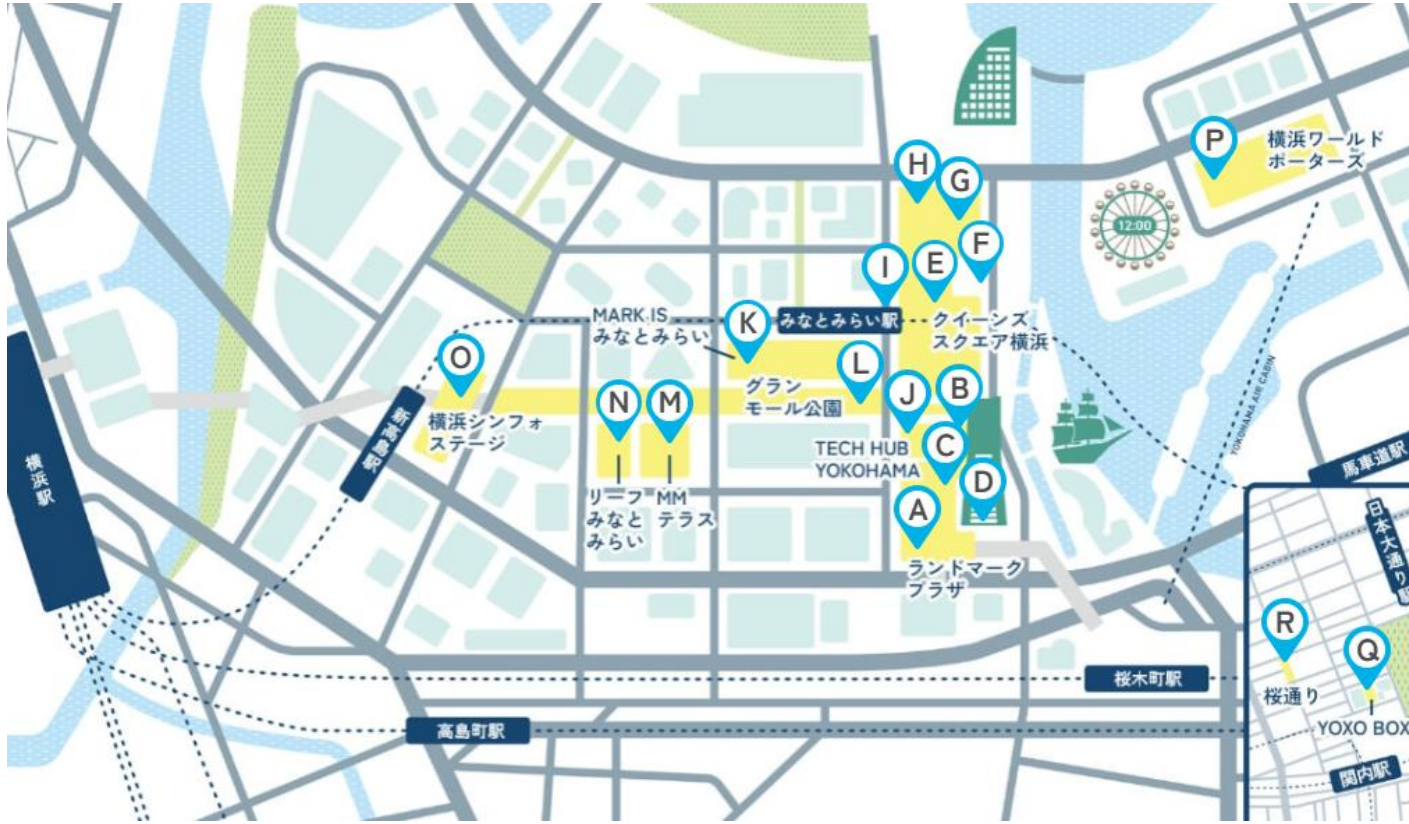 H
G
P
横浜ワールド
ポーターズ
12:00
I
E
F
MARK IS
みなとみらい
K
みなとみらい駅
クイーンズ
スクエア横浜
O
L
J
B
グラン
モール公園
N
M
横浜シンフォ
ステージ
新高島駅
TECH HUB
YOKOHAMA
C
D
A
YOKOHAMA AIR CABIN
横浜駅
リーフ
みなと
みらい
MM
テラス
ランドマーク
プラザ
馬車道駅
日本大通り駅
R
Q
桜通り
YOXO BOX
関内駅
桜木町駅
高島町駅